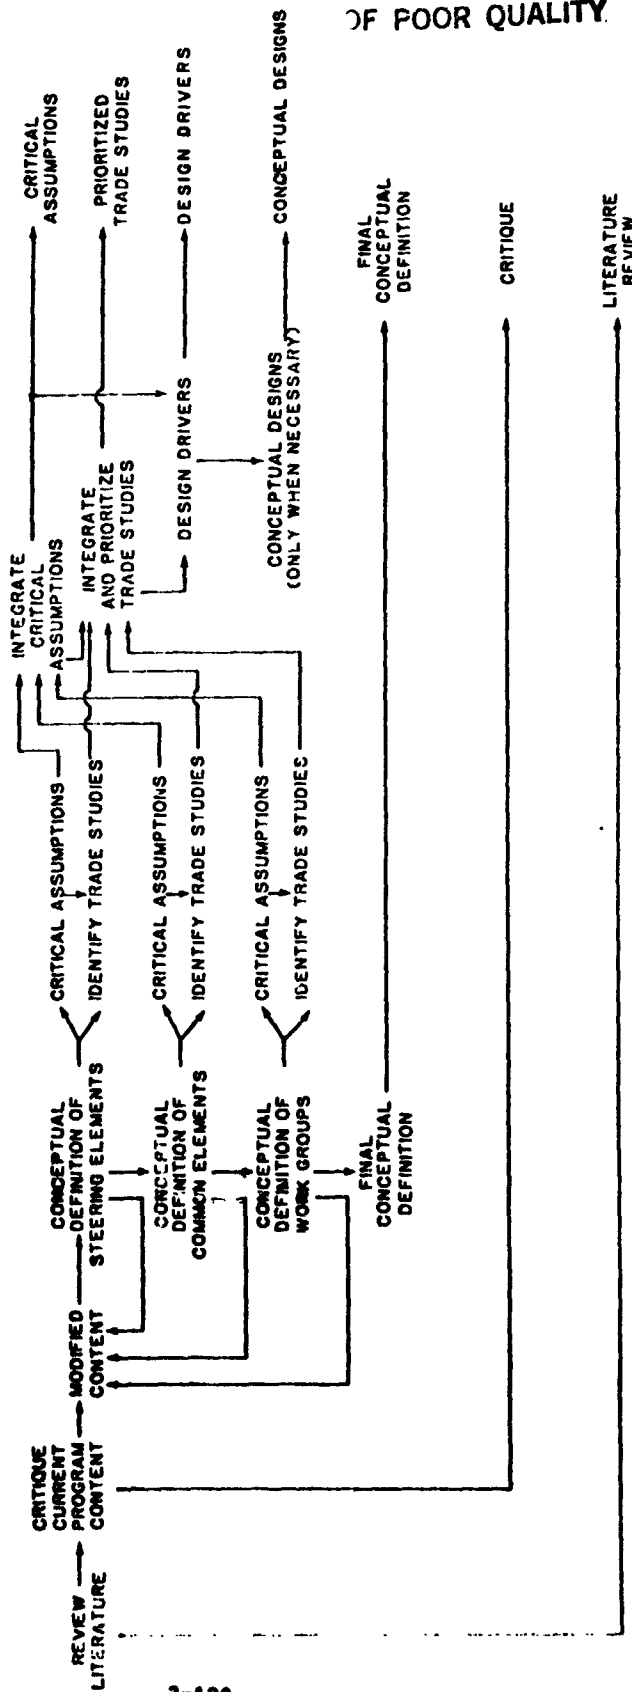 OF POOR QUALITY
REVIEW
LITERATURE
CRITIQUE
CURRENT
PROGRAM
CONTENT
MODIFIED
CONTENT
CONCEPTUAL
DEFINITION OF
STEERING ELEMENTS
CONCEPTUAL
DEFINITION OF
COMMON ELEMENTS
CONCEPTUAL
DEFINITION OF
WORK GROUPS
FINAL
CONCEPTUAL
DEFINITION
CRITICAL ASSUMPTIONS
IDENTIFY TRADE STUDIES
CRITICAL ASSUMPTIONS
IDENTIFY TRADE STUDIES
CRITICAL ASSUMPTIONS
IDENTIFY TRADE STUDIES
INTEGRATE
CRITICAL
ASSUMPTIONS
INTEGRATE
AND PRIORITIZE
TRADE STUDIES
DESIGN DRIVERS
CONCEPTUAL DESIGNS
(ONLY WHEN NECESSARY)
CRITICAL
ASSUMPTIONS
PRIORITIZED
TRADE STUDIES
DESIGN DRIVERS
CONCEPTUAL DESIGNS
FINAL
CONCEPTUAL
DEFINITION
CRITIQUE
LITERATURE
REVIEW